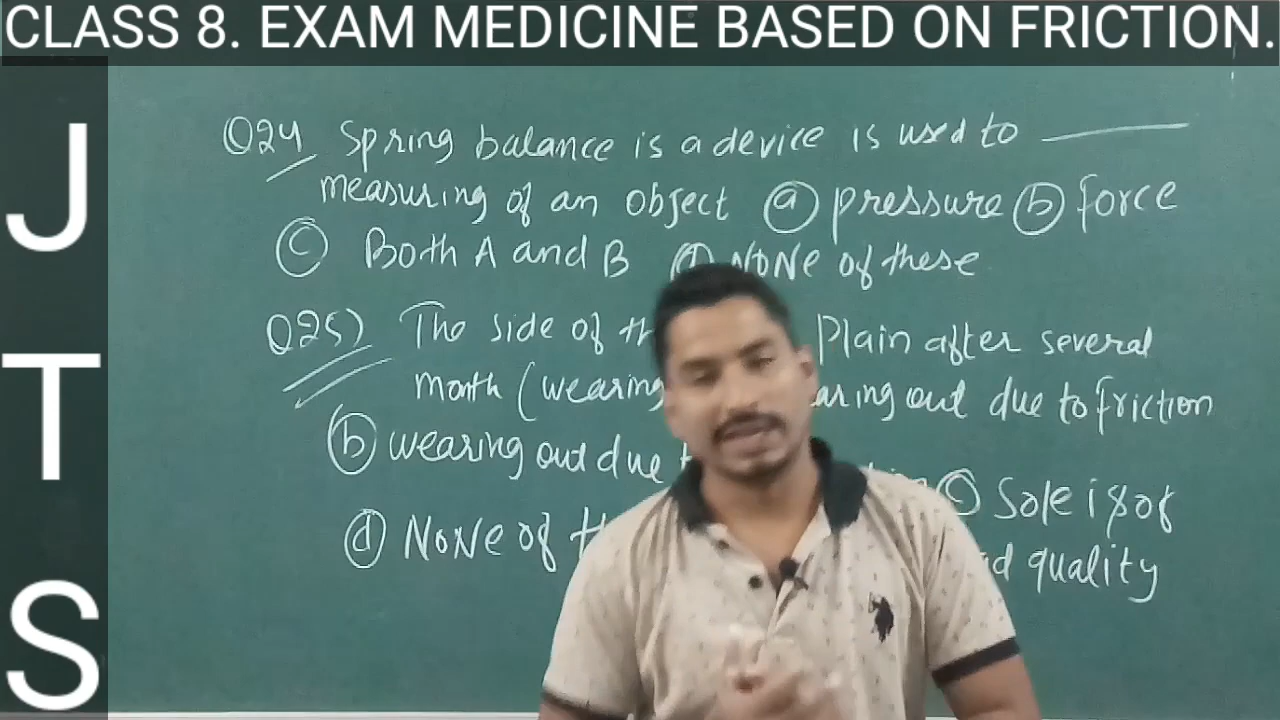 CLASS 8. EXAM MEDICINE BASED ON FRICTION.
J
T
S
Q24 Spring balance is a device is used to ______
measuring of an object (a) pressure (b) force
(c) Both A and B (d) NONe of these
Q25) The side of th Plain after several
month (wearing aring out due to friction
(b) wearing out due (c) Sole is of
(d) NONe of quality